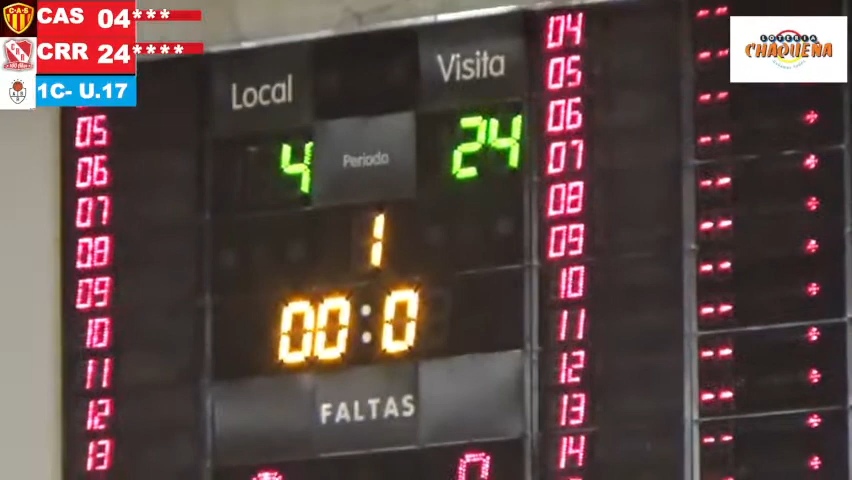 CAS 04***
CRR 24****
1C- U.17
LOTERIA
CHAQUEÑA
Local
Visita
4
Periodo
24
1
00:0
FALTAS
0
05
06
07
08
09
10
11
12
13
04
05
06
07
08
09
10
11
12
13
14